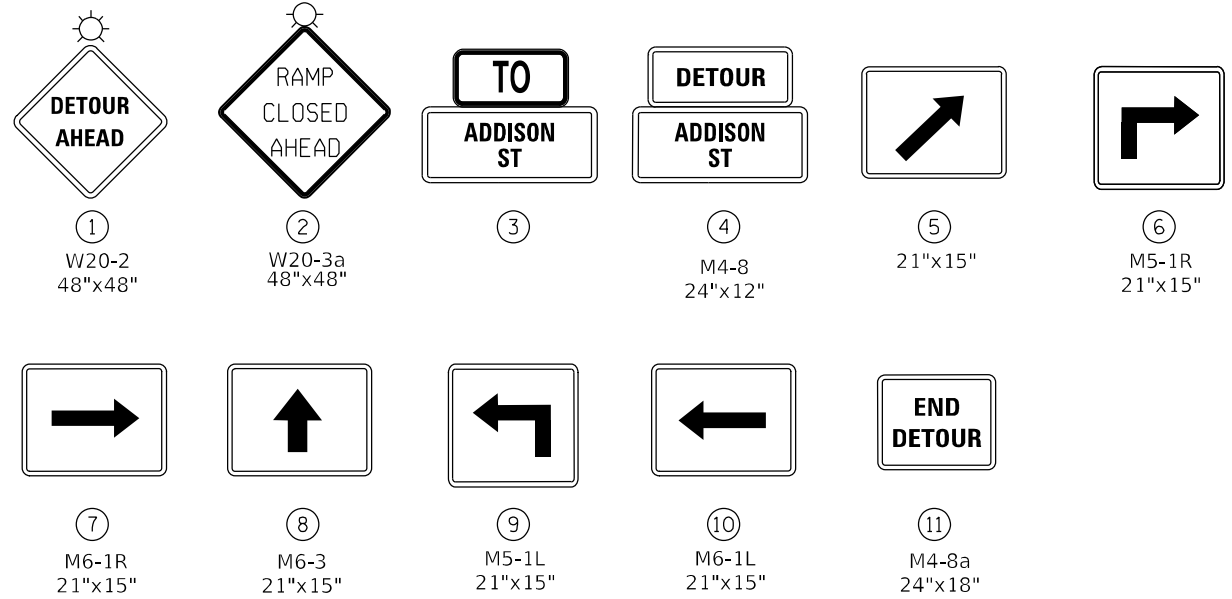 DETOUR
AHEAD
1
W20-2
48"x48"
RAMP
CLOSED
AHEAD
2
W20-3a
48"x48"
TO
ADDISON
ST
3
DETOUR
ADDISON
ST
4
M4-8
24"x12"
5
21"x15"
6
M5-1R
21"x15"
7
M6-1R
21"x15"
8
M6-3
21"x15"
9
M5-1L
21"x15"
10
M6-1L
21"x15"
END
DETOUR
11
M4-8a
24"x18"